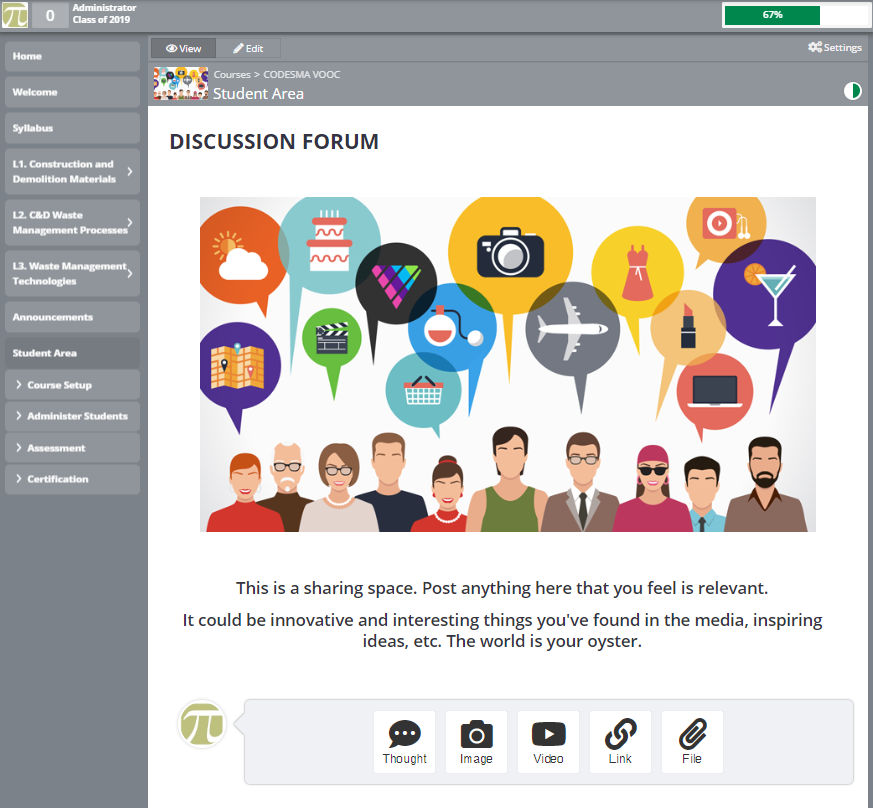 0
Administrator
Class of 2019
67%
Home
Welcome
Syllabus
L1. Construction and
Demolition Materials
L2. C&D Waste
Management Processes
L3. Waste Management
Technologies
Announcements
Student Area
Course Setup
Administer Students
Assessment
Certification
View
Edit
Settings
Courses > CODESMA VOOC
Student Area
DISCUSSION FORUM
This is a sharing space. Post anything here that you feel is relevant.
It could be innovative and interesting things you've found in the media, inspiring
ideas, etc. The world is your oyster.
Thought
Image
Video
Link
File